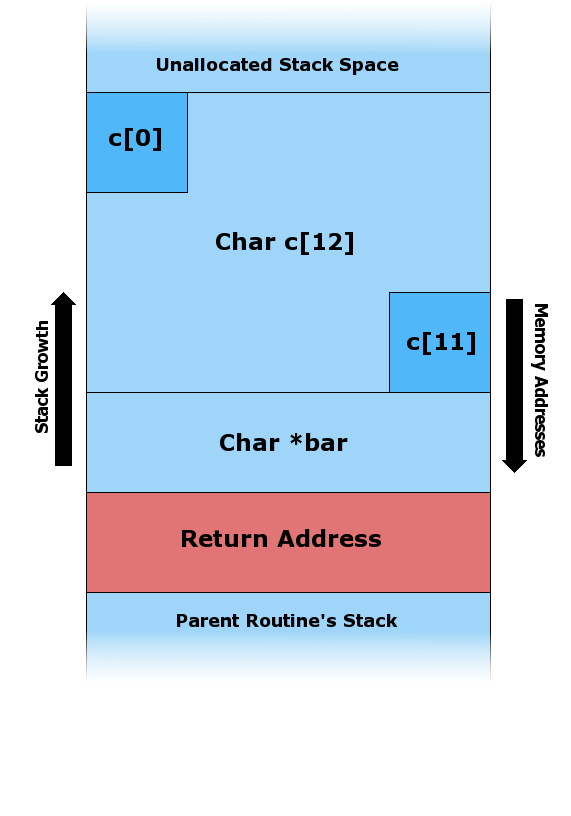 Unallocated Stack Space
c[0]
Char c[12]
Stack Growth
Memory Addresses
c[11]
Char *bar
Return Address
Parent Routine's Stack